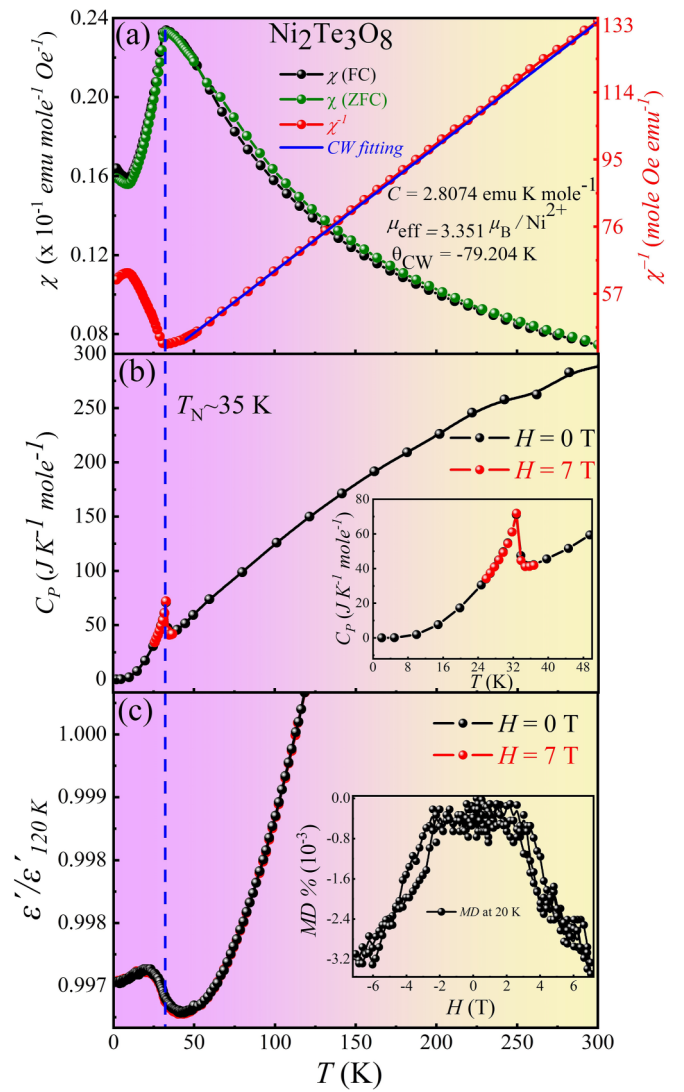 (a)
Ni2Te3O8
χ (FC)
χ (ZFC)
χ-1
CW fitting
C = 2.8074 emu K mole-1
μeff = 3.351 μB / Ni2+
θCW = -79.204 K
0.24
0.20
0.16
0.12
0.08
χ (x 10-1 emu mole-1 Oe-1)
133
114
95
76
57
χ-1 (mole Oe emu-1)
(b)
TN~35 K
H = 0 T
H = 7 T
300
250
200
150
100
50
0
CP (J K-1 mole-1)
80
60
40
20
0
CP (J K-1 mole-1)
0 8 16 24 32 40 48
T (K)
(c)
H = 0 T
H = 7 T
1.000
0.999
0.998
0.998
0.997
ε′/ε′120 K
0.0
-0.8
-1.6
-2.4
-3.2
MD % (10-3)
MD at 20 K
-6 -4 -2 0 2 4 6
H (T)
0 50 100 150 200 250 300
T (K)